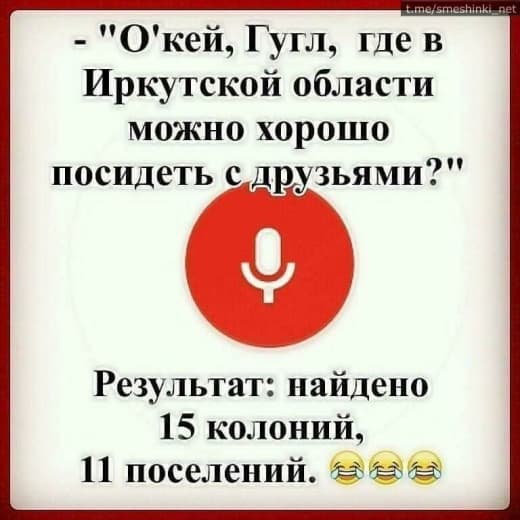 t.me/smeshinki_net
- "О'кей, Гугл, где в
Иркутской области
можно хорошо
посидеть с друзьями?"
Результат: найдено
15 колоний,
11 поселений. 😂😂😂